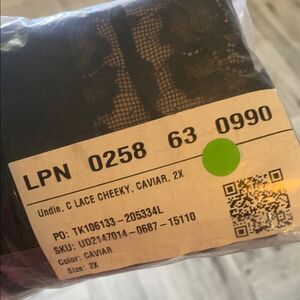 LPN 0258 63 0990
Undie, C LACE CHEEKY, CAVIAR, 2X
PO: TK106133-205334L
SKU: UD2147014-0687-15110
Color: CAVIAR
Size: 2X